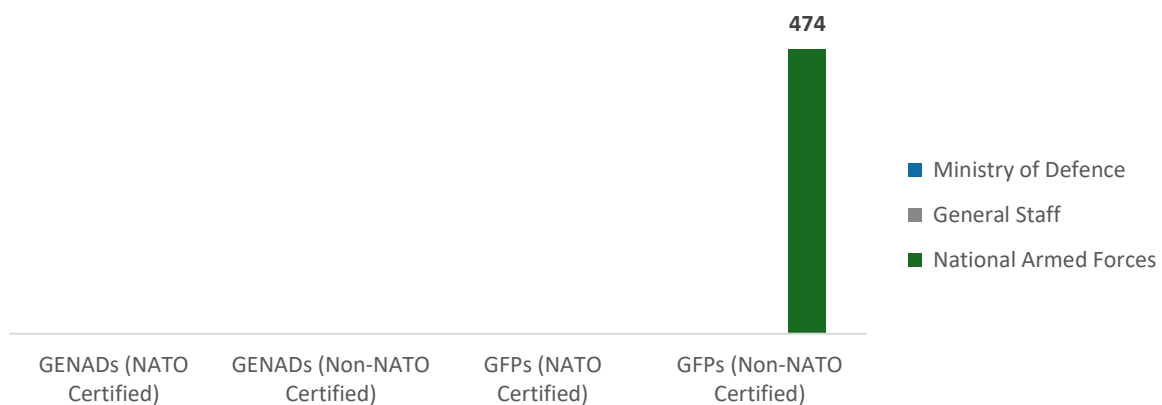 474
Ministry of Defence
General Staff
National Armed Forces
GENADs (NATO
Certified)
GENADs (Non-NATO
Certified)
GFPs (NATO
Certified)
GFPs (Non-NATO
Certified)